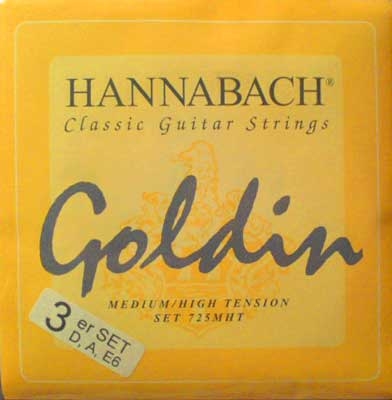 HANNABACH®
Classic Guitar Strings
Goldin
MEDIUM/HIGH TENSION
SET 725MHT
3 er SET
D, A, E6